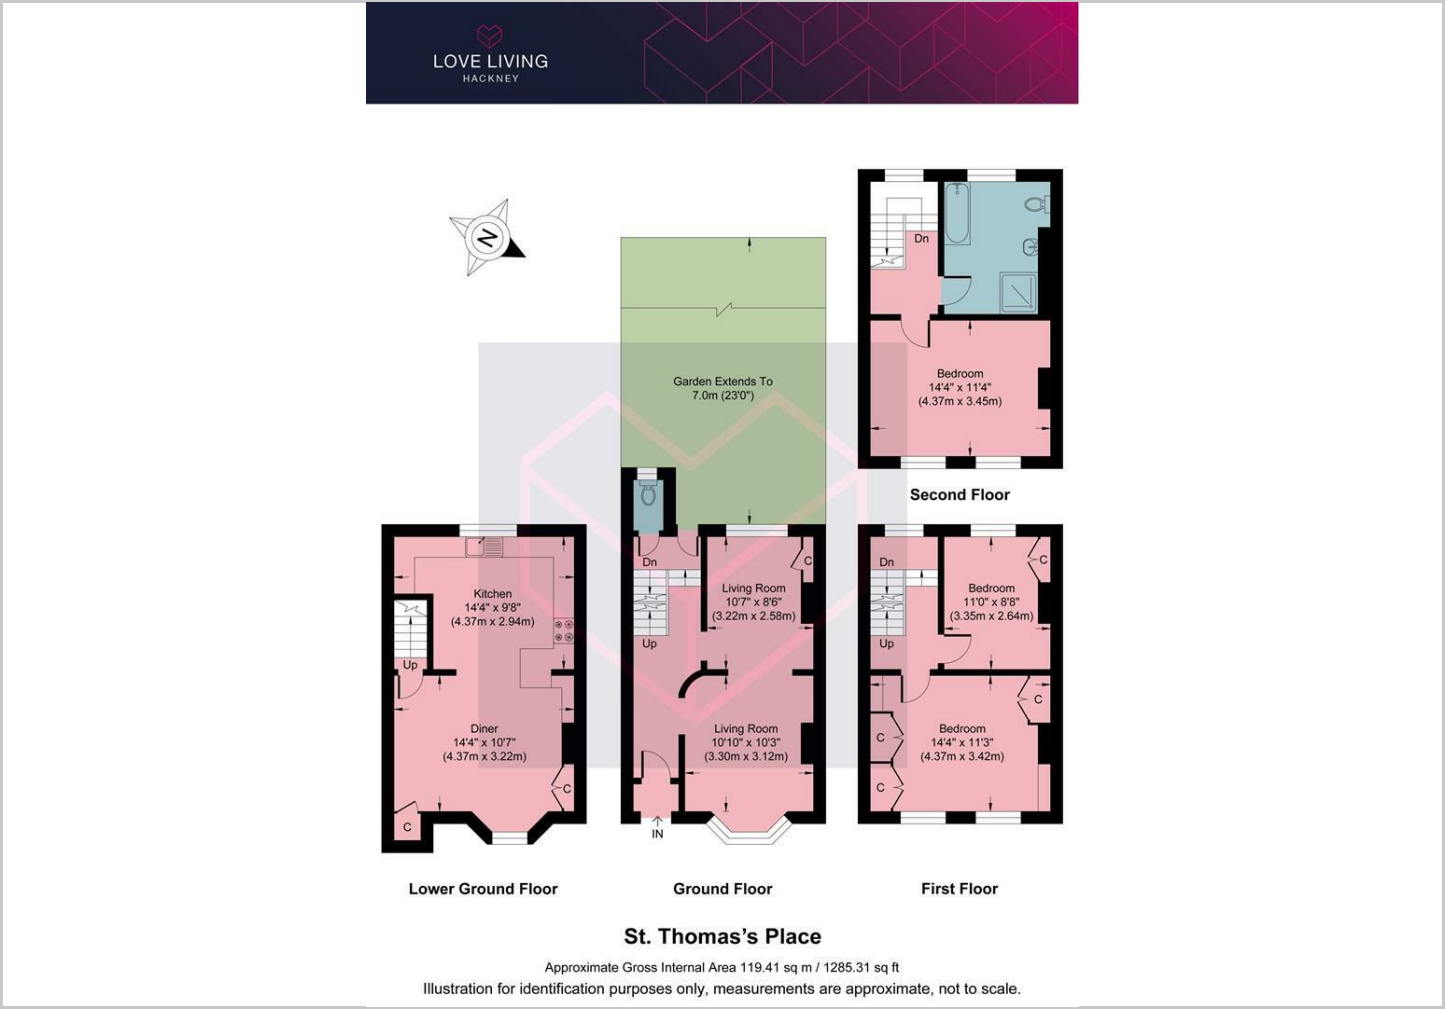 LOVE LIVING
HACKNEY
N
Dn
Bedroom
14'4" x 11'4"
(4.37m x 3.45m)
Second Floor
Garden Extends To
7.0m (23'0")
Kitchen
14'4" x 9'8"
(4.37m x 2.94m)
Up
Diner
14'4" x 10'7"
(4.37m x 3.22m)
C
C
Lower Ground Floor
Dn
Up
C
Living Room
10'7" x 8'6"
(3.22m x 2.58m)
Living Room
10'10" x 10'3"
(3.30m x 3.12m)
IN
Ground Floor
Dn
Up
C
Bedroom
11'0" x 8'8"
(3.35m x 2.64m)
C
C
Bedroom
14'4" x 11'3"
(4.37m x 3.42m)
C
First Floor
St. Thomas’s Place
Approximate Gross Internal Area 119.41 sq m / 1285.31 sq ft
Illustration for identification purposes only, measurements are approximate, not to scale.